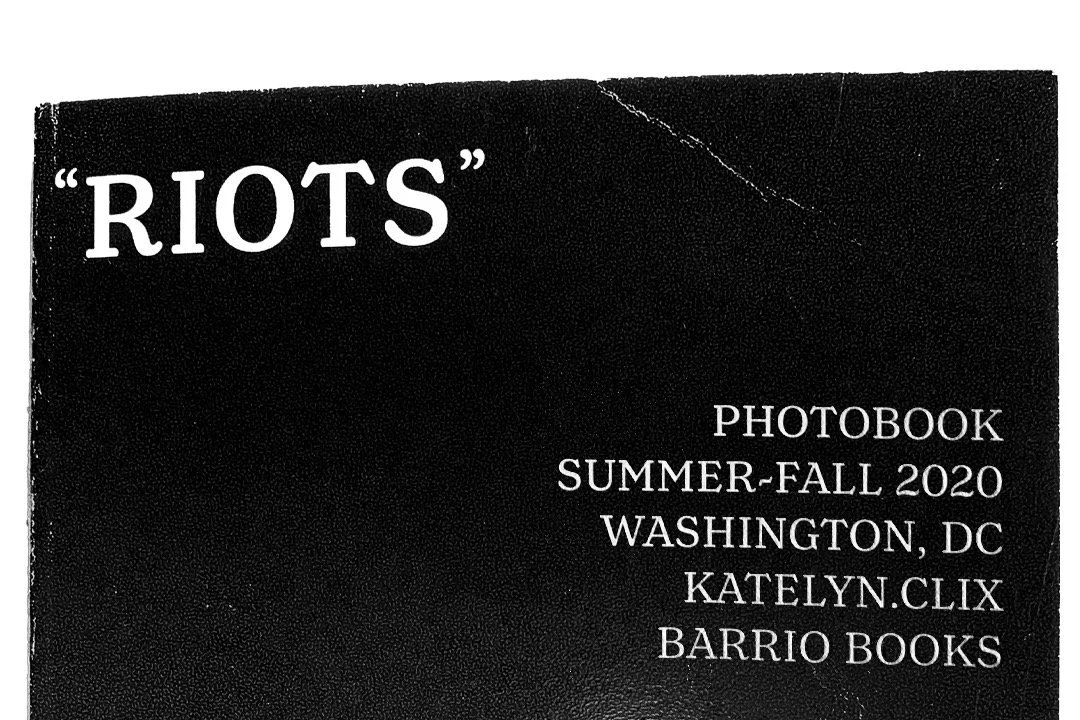 “RIOTS”
PHOTOBOOK
SUMMER-FALL 2020
WASHINGTON, DC
KATELYN.CLIX
BARRIO BOOKS